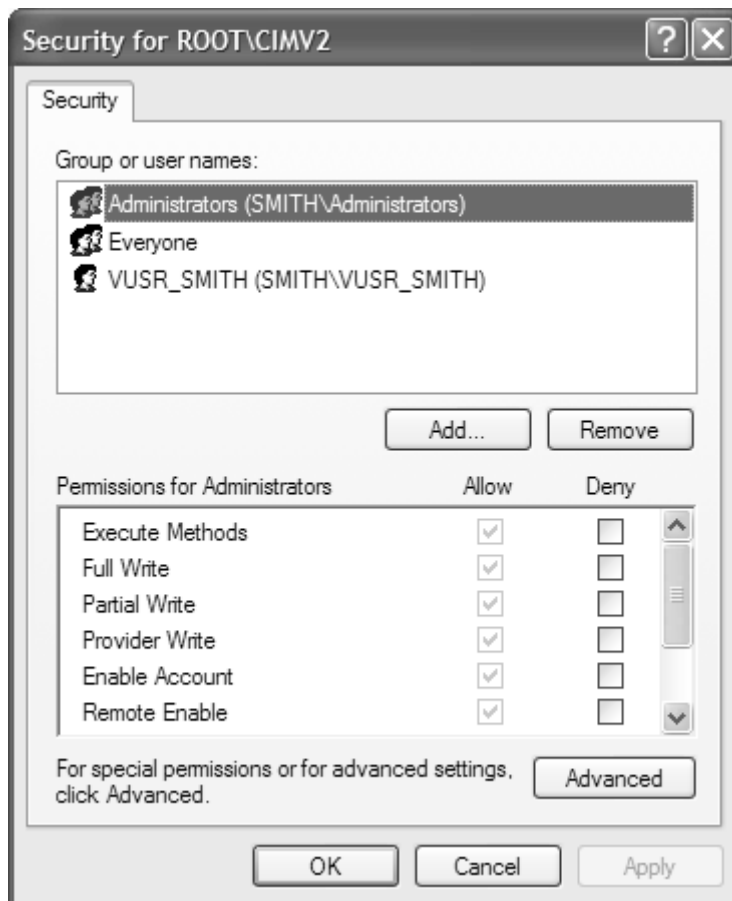 Security for ROOT\CIMV2
Security
Group or user names:
Administrators (SMITH\Administrators)
Everyone
VUSR_SMITH (SMITH\VUSR_SMITH)
Add... Remove
Permissions for Administrators Allow Deny
Execute Methods
Full Write
Partial Write
Provider Write
Enable Account
Remote Enable
For special permissions or for advanced settings,
click Advanced.
Advanced
OK Cancel Apply